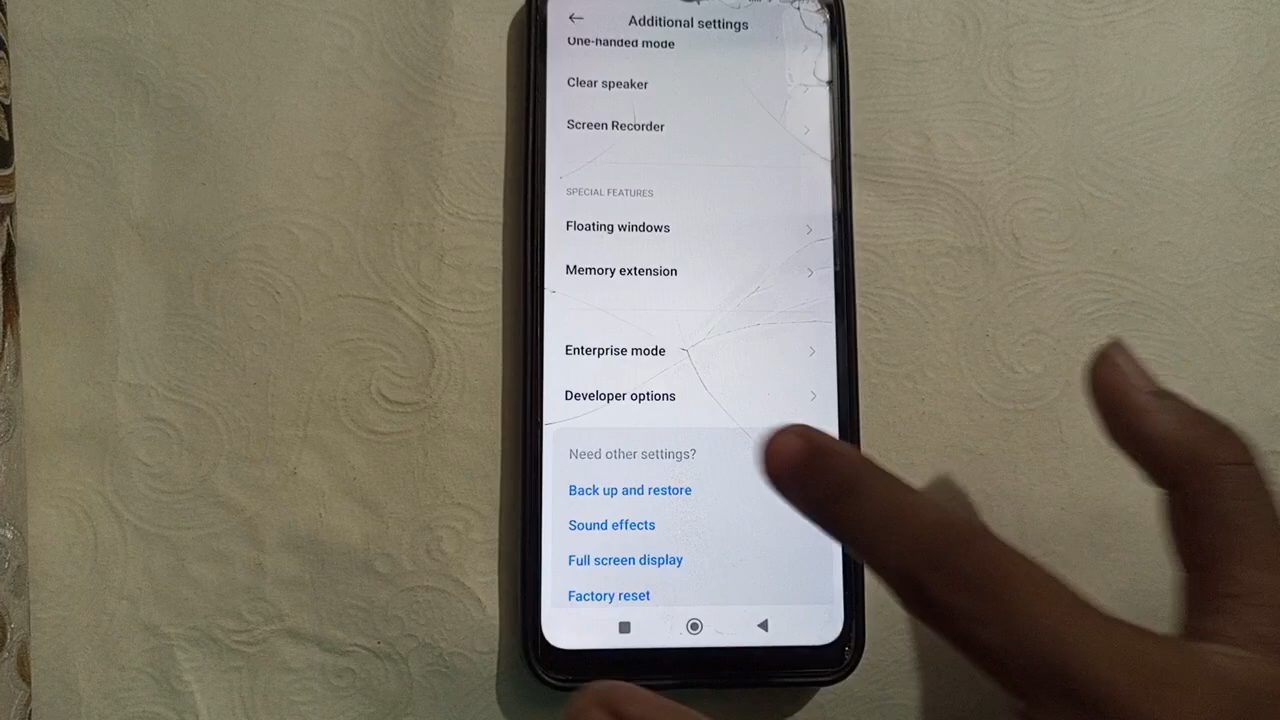 Additional settings
One-handed mode
Clear speaker
Screen Recorder
SPECIAL FEATURES
Floating windows
Memory extension
Enterprise mode
Developer options
Need other settings?
Back up and restore
Sound effects
Full screen display
Factory reset